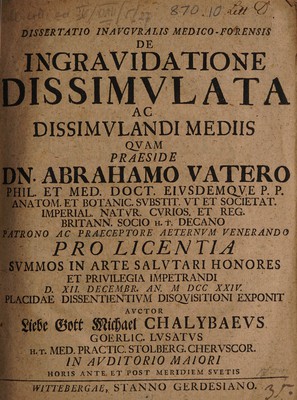 870.10
DISSERTATIO INAVGVRALIS MEDICO-FORENSIS
DE
INGRAVIDATIONE
DISSIMVLATA
AC
DISSIMVLANDI MEDIIS
QVAM
PRAESIDE
DN. ABRAHAMO VATERO
PHIL. ET MED. DOCT. EIVSDEMQVE P. P.
ANATOM. ET BOTANIC. SVBSTIT. VT ET SOCIETAT.
IMPERIAL. NATVR. CVRIOS. ET REG.
BRITANN. SOCIO H. T. DECANO
PATRONO AC PRAECEPTORE AETERNVM VENERANDO
PRO LICENTIA
SVMMOS IN ARTE SALVTARI HONORES
ET PRIVILEGIA IMPETRANDI
D. XII. DECEMBR. AN. M DCC XXIV.
PLACIDAE DISSENTIENTIVM DISQVISITIONI EXPONIT
AVCTOR
Liebe Gott Michael CHALYBAEVS
GOERLIC. LVSATVS
H. T. MED. PRACTIC. STOLBERG. CHERVSCOR.
IN AVDITORIO MAIORI
HORIS ANTE ET POST MERIDIEM SVETIS
WITTEBERGAE, STANNO GERDESIANO.
35.